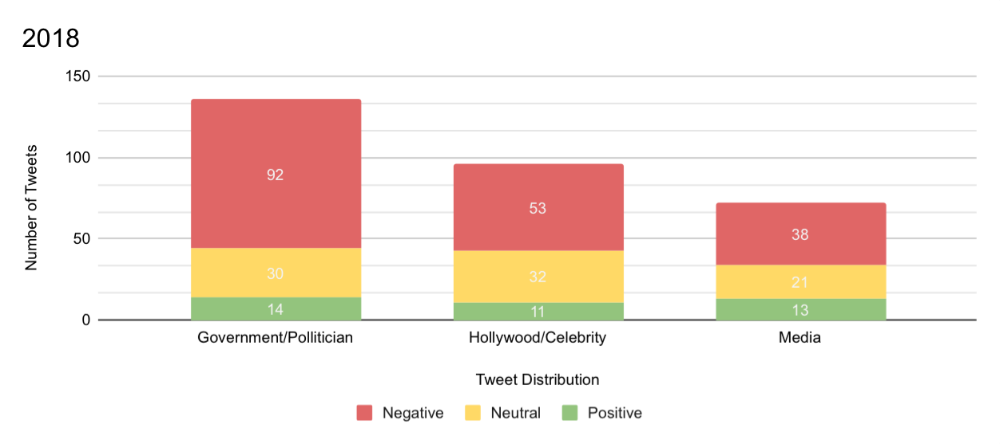 2018
150
100
50
0
Number of Tweets
92
53
38
30
32
21
14
11
13
Government/Pollitician
Hollywood/Celebrity
Media
Tweet Distribution
Negative
Neutral
Positive